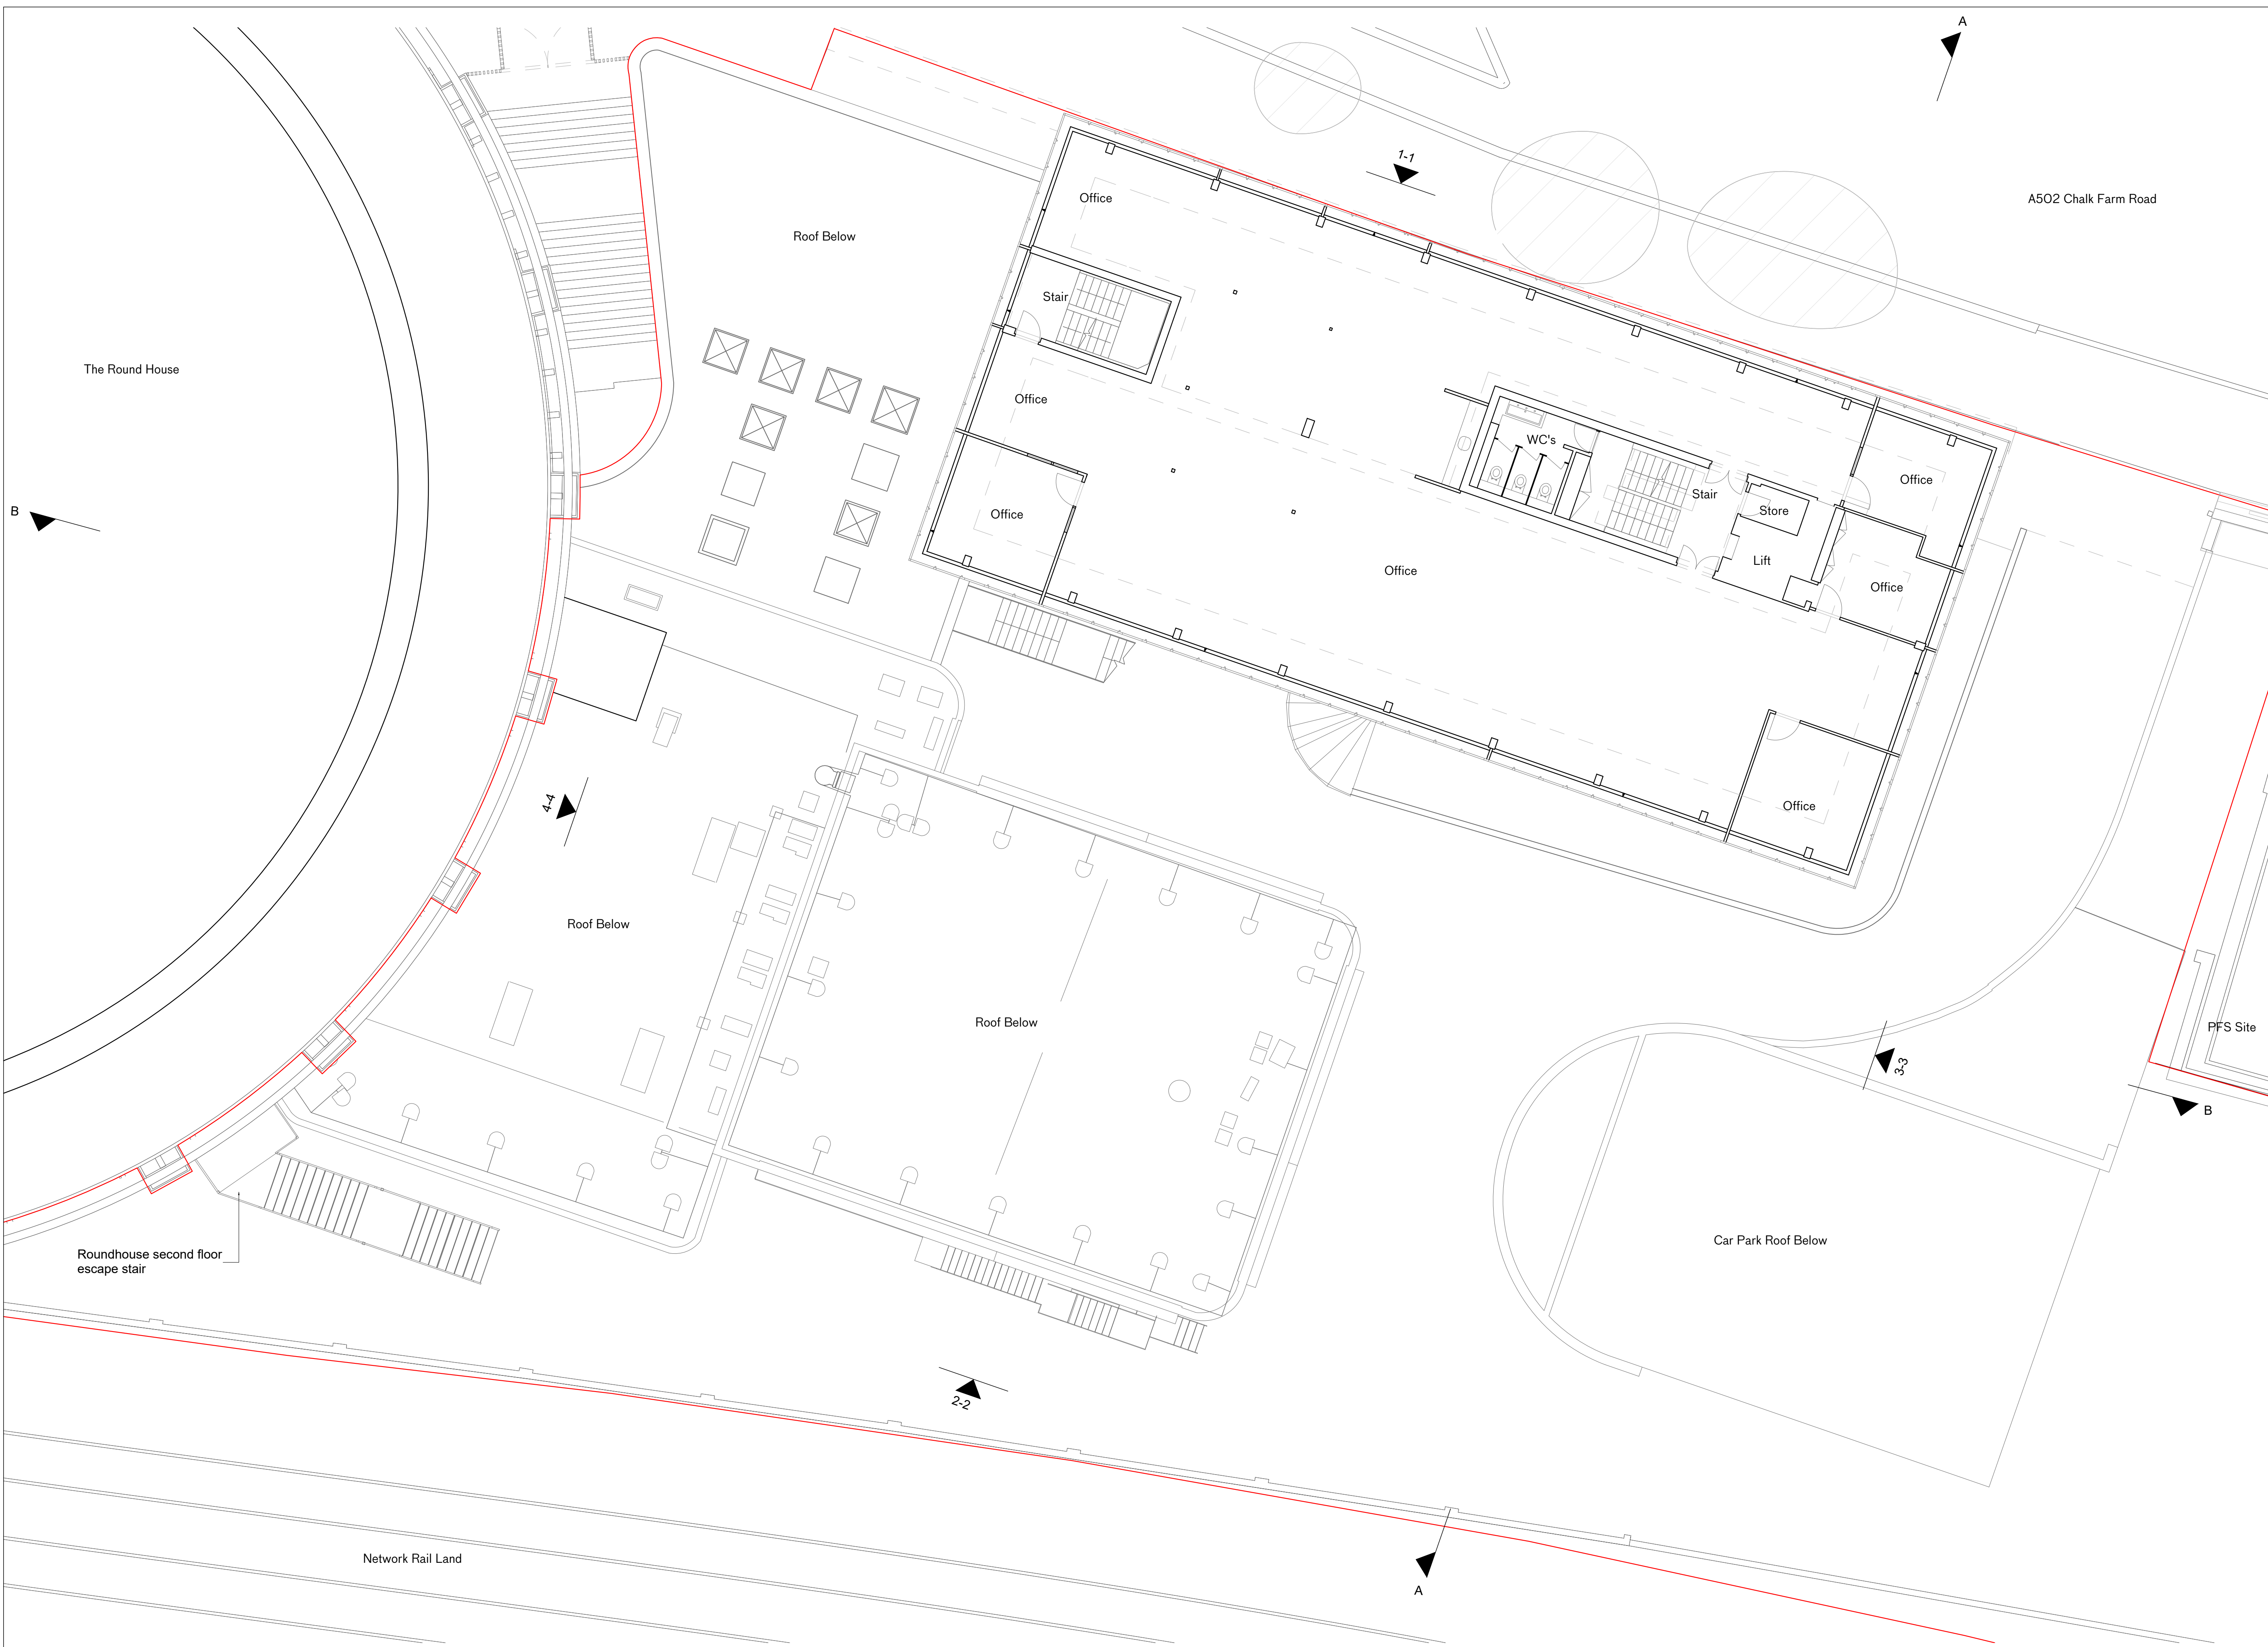 A
1-1
A502 Chalk Farm Road
Office
Roof Below
Stair
The Round House
Office
WC's
Office
Stair
Store
B
Office
Lift
Office
Office
4-4
Office
Roof Below
Roof Below
PFS Site
3-3
B
Car Park Roof Below
Roundhouse second floor
escape stair
2-2
Network Rail Land
A